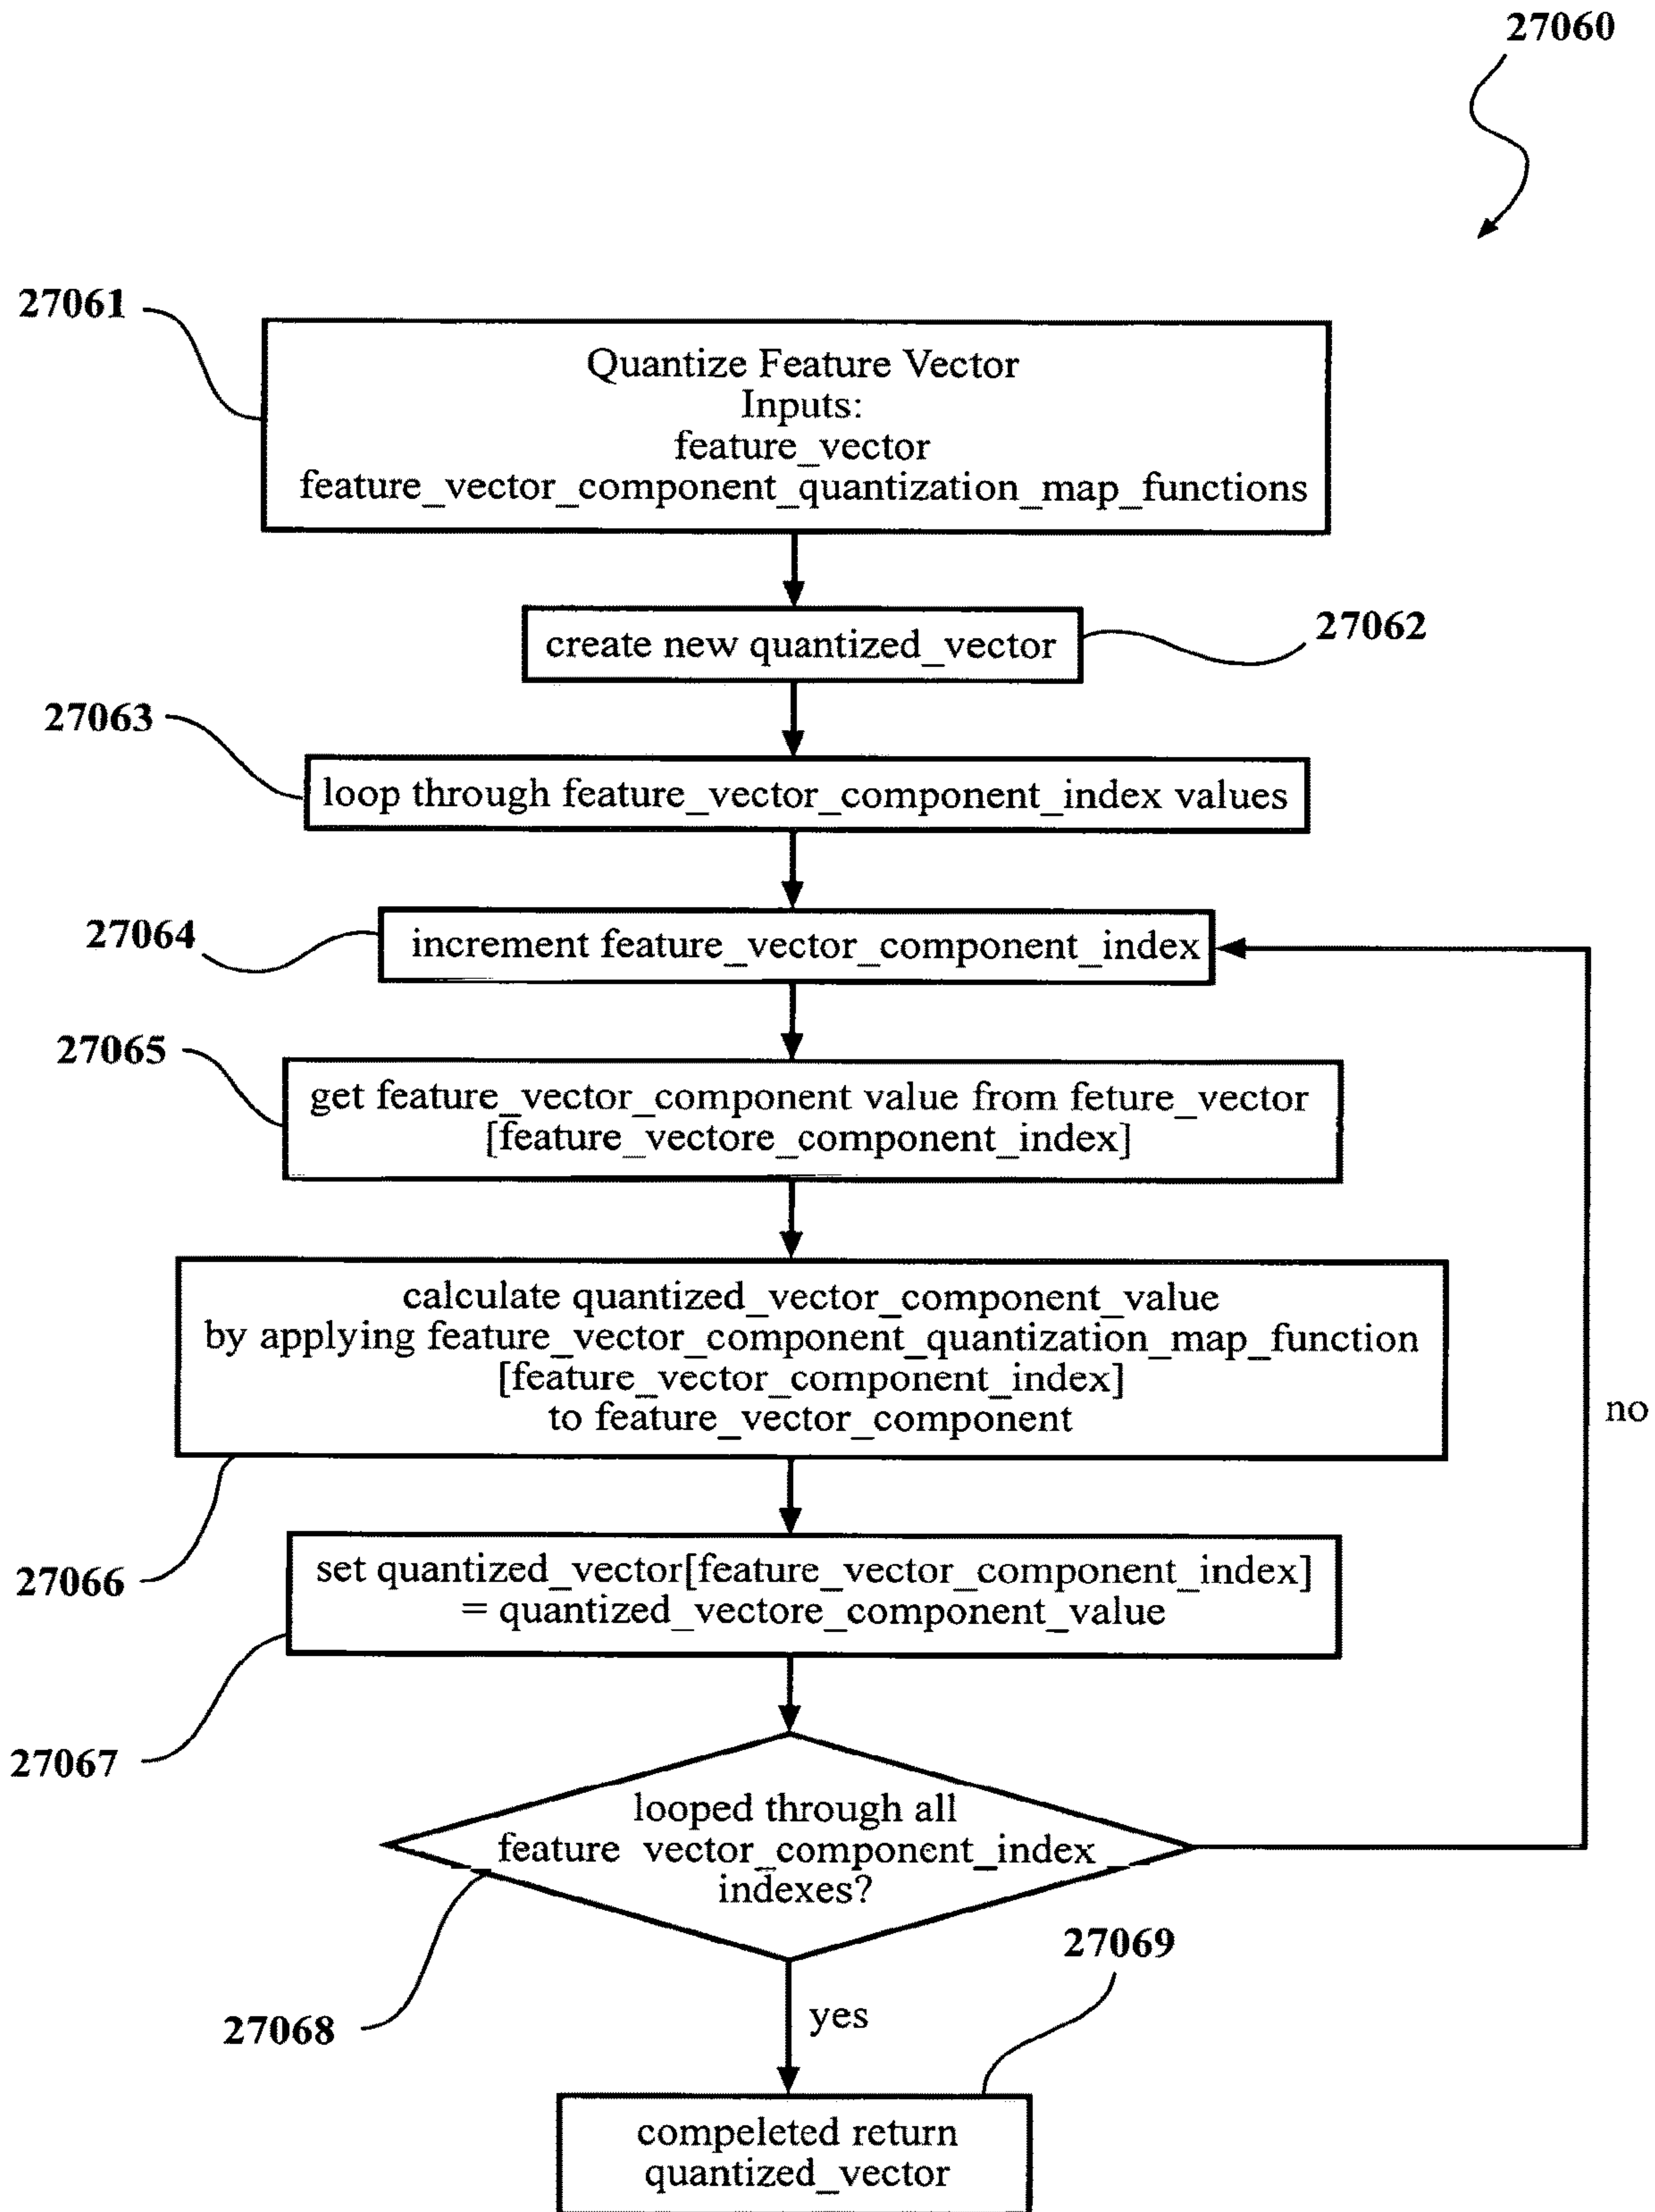 27060
27061
Quantize Feature Vector
Inputs:
feature_vector
feature_vector_component_quantization_map_functions
create new quantized_vector
27062
27063
loop through feature_vector_component_index values
27064
increment feature_vector_component_index
27065
get feature_vector_component value from feture_vector
[feature_vectore_component_index]
calculate quantized_vector_component_value
by applying feature_vector_component_quantization_map_function
[feature_vector_component_index]
to feature_vector_component
no
27066
set quantized_vector[feature_vector_component_index]
= quantized_vectore_component_value
27067
looped through all
feature vector_component_index
indexes?
27068
yes
27069
compeleted return
quantized_vector